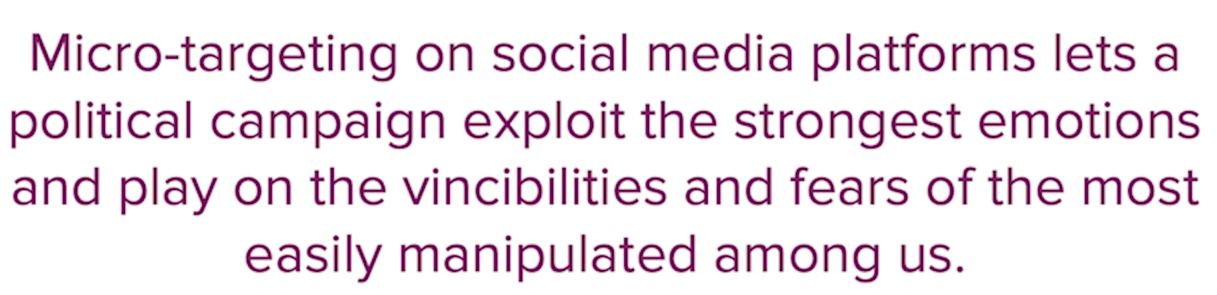 Micro-targeting on social media platforms lets a
political campaign exploit the strongest emotions
and play on the vincibilities and fears of the most
easily manipulated among us.